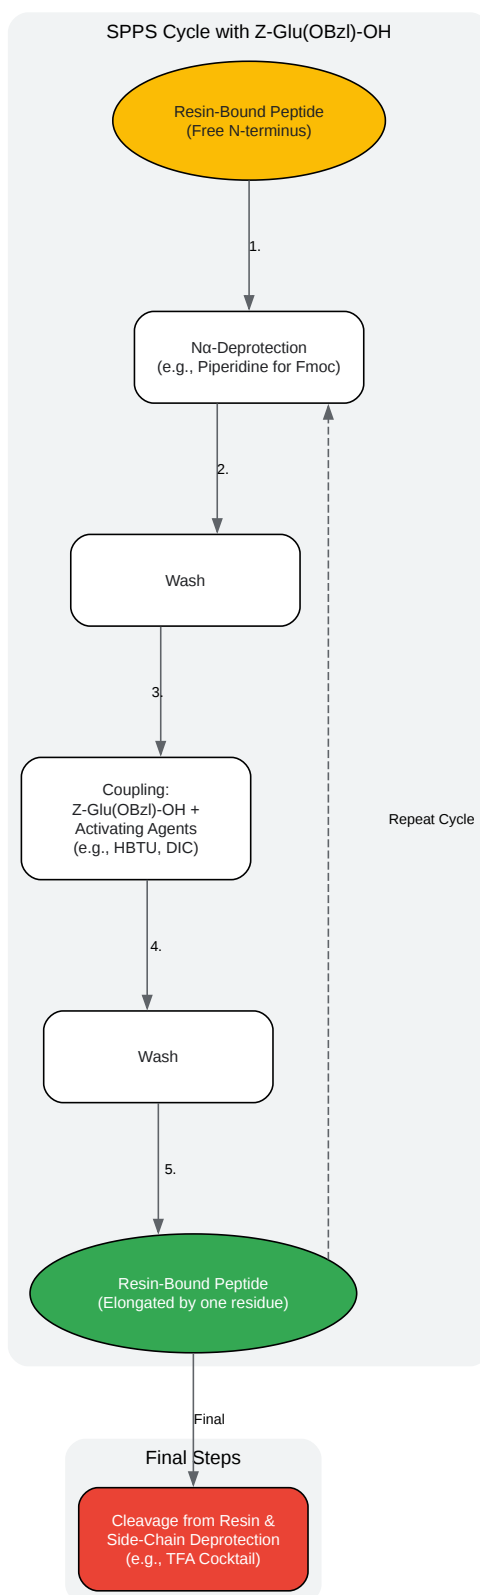 SPPS Cycle with Z-Glu(OBzl)-OH
Resin-Bound Peptide
(Free N-terminus)
1.
Nα-Deprotection
(e.g., Piperidine for Fmoc)
2.
Wash
3.
Coupling:
Z-Glu(OBzl)-OH +
Activating Agents
(e.g., HBTU, DIC)
Repeat Cycle
4.
Wash
5.
Resin-Bound Peptide
(Elongated by one residue)
Final
Final Steps
Cleavage from Resin &
Side-Chain Deprotection
(e.g., TFA Cocktail)